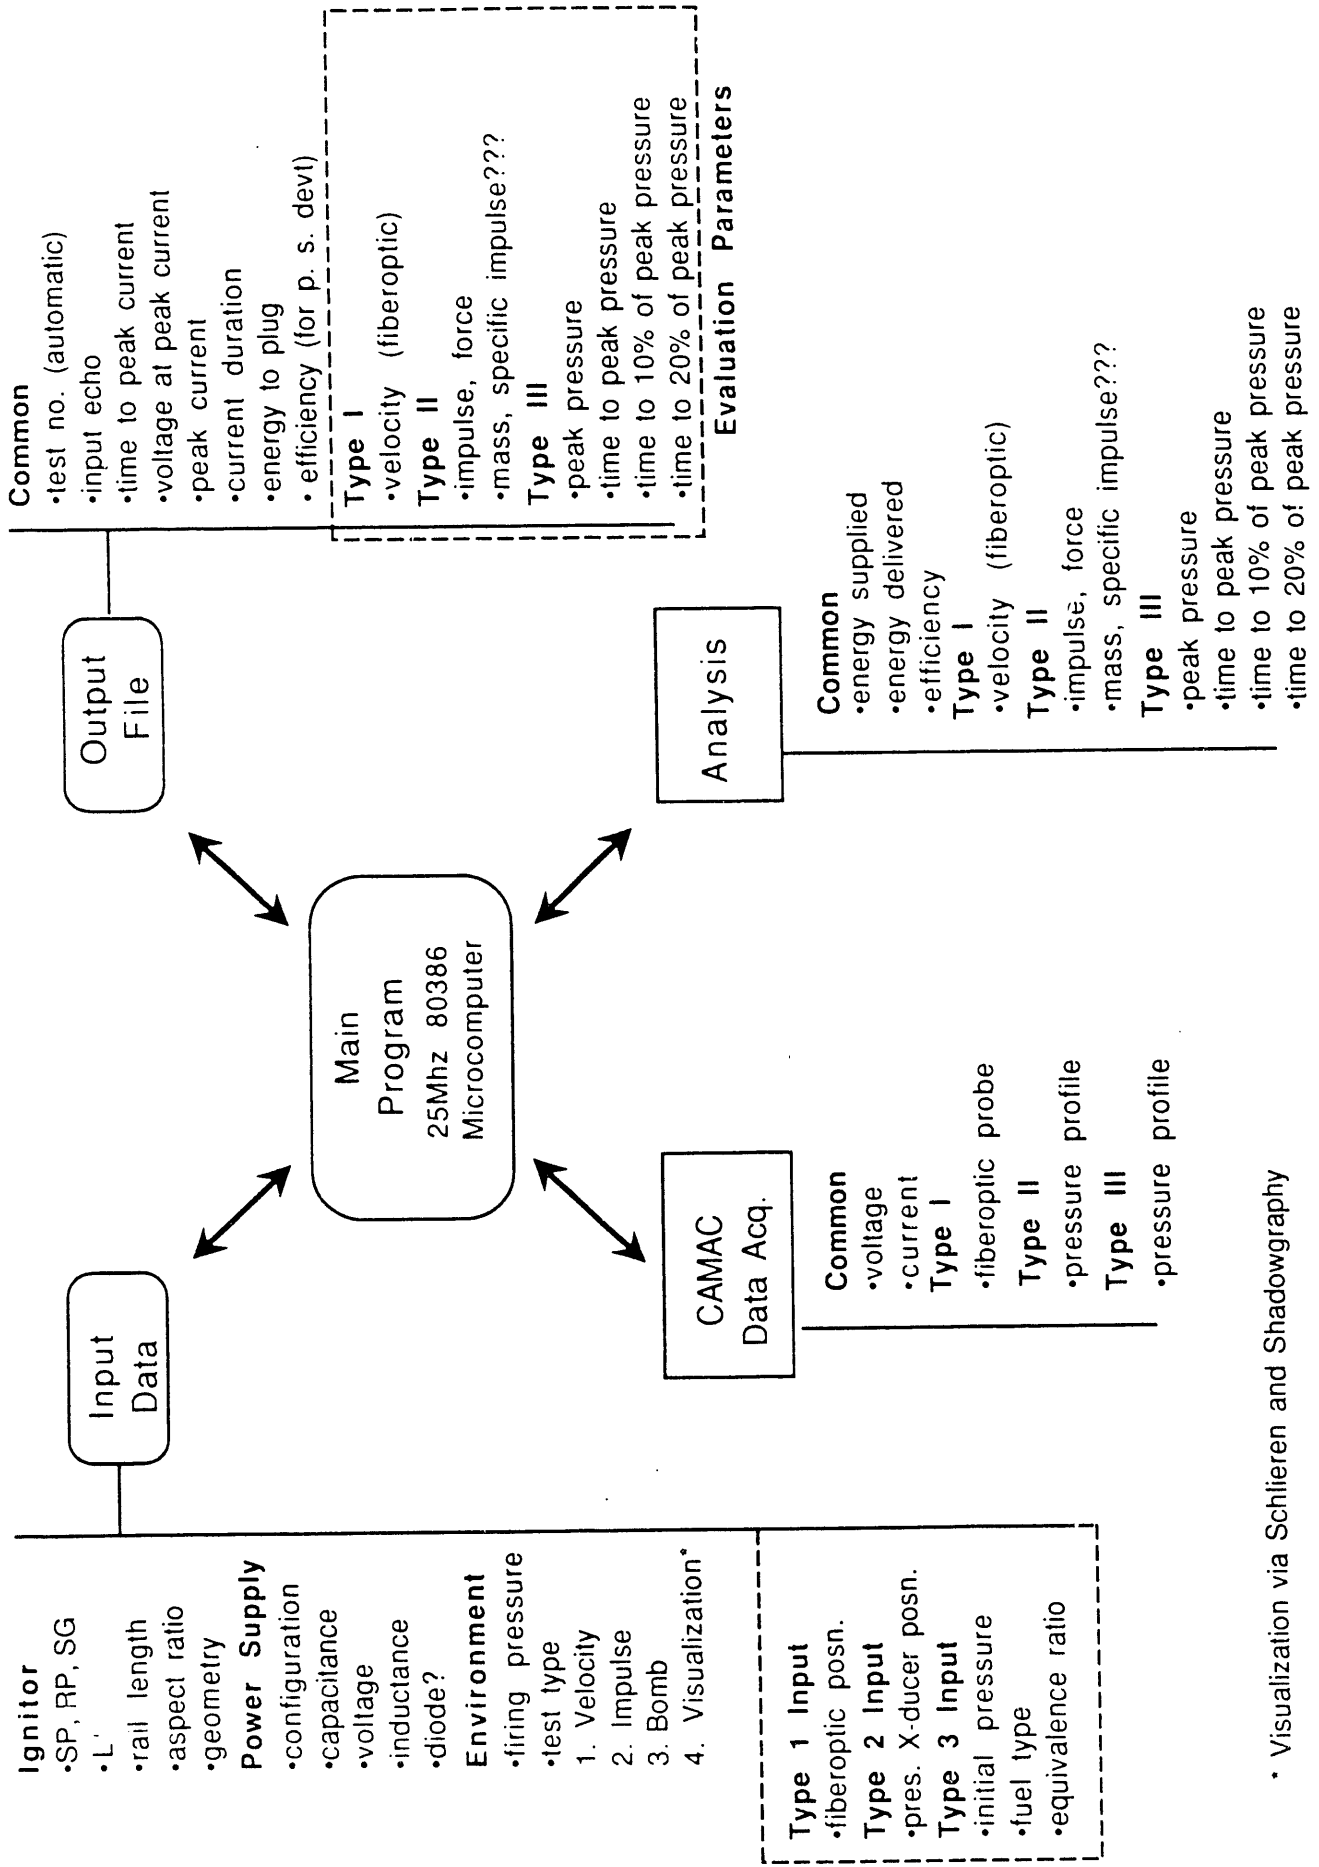 Input
Data
Ignitor
•SP, RP, SG
•L'
•rail length
•aspect ratio
•geometry
Power Supply
•configuration
•capacitance
•voltage
•inductance
•diode?
Environment
•firing pressure
•test type
1. Velocity
2. Impulse
3. Bomb
4. Visualization*
Type 1 Input
•fiberoptic posn.
Type 2 Input
•pres. X-ducer posn.
Type 3 Input
•initial pressure
•fuel type
•equivalence ratio
Main
Program
25Mhz 80386
Microcomputer
Output
File
Common
•test no. (automatic)
•input echo
•time to peak current
•voltage at peak current
•peak current
•current duration
•energy to plug
•efficiency (for p. s. devt)
Type I
•velocity (fiberoptic)
Type II
•impulse, force
•mass, specific impulse???
Type III
•peak pressure
•time to peak pressure
•time to 10% of peak pressure
•time to 20% of peak pressure
Evaluation Parameters
CAMAC
Data Acq.
Common
•voltage
•current
Type I
•fiberoptic probe
Type II
•pressure profile
Type III
•pressure profile
Analysis
Common
•energy supplied
•energy delivered
•efficiency
Type I
•velocity (fiberoptic)
Type II
•impulse, force
•mass, specific impulse???
Type III
•peak pressure
•time to peak pressure
•time to 10% of peak pressure
•time to 20% of peak pressure
* Visualization via Schlieren and Shadowgraphy